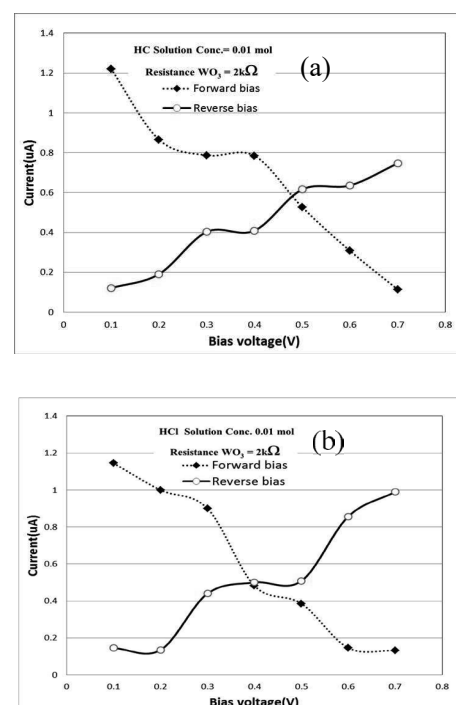 1.4
HC Solution Conc.= 0.01 mol
(a)
1.2
Resistance WO₃ = 2kΩ
Forward bias
1
Reverse bias
0.8
0.6
0.4
0.2
0
Current(uA)
0 0.1 0.2 0.3 0.4 0.5 0.6 0.7 0.8
Bias voltage(V)
1.4
HCl Solution Conc. 0.01 mol
(b)
1.2
Resistance WO₃ = 2kΩ
Forward bias
1
Reverse bias
0.8
0.6
0.4
0.2
0
Current(uA)
0 0.1 0.2 0.3 0.4 0.5 0.6 0.7 0.8
Bias voltage(V)